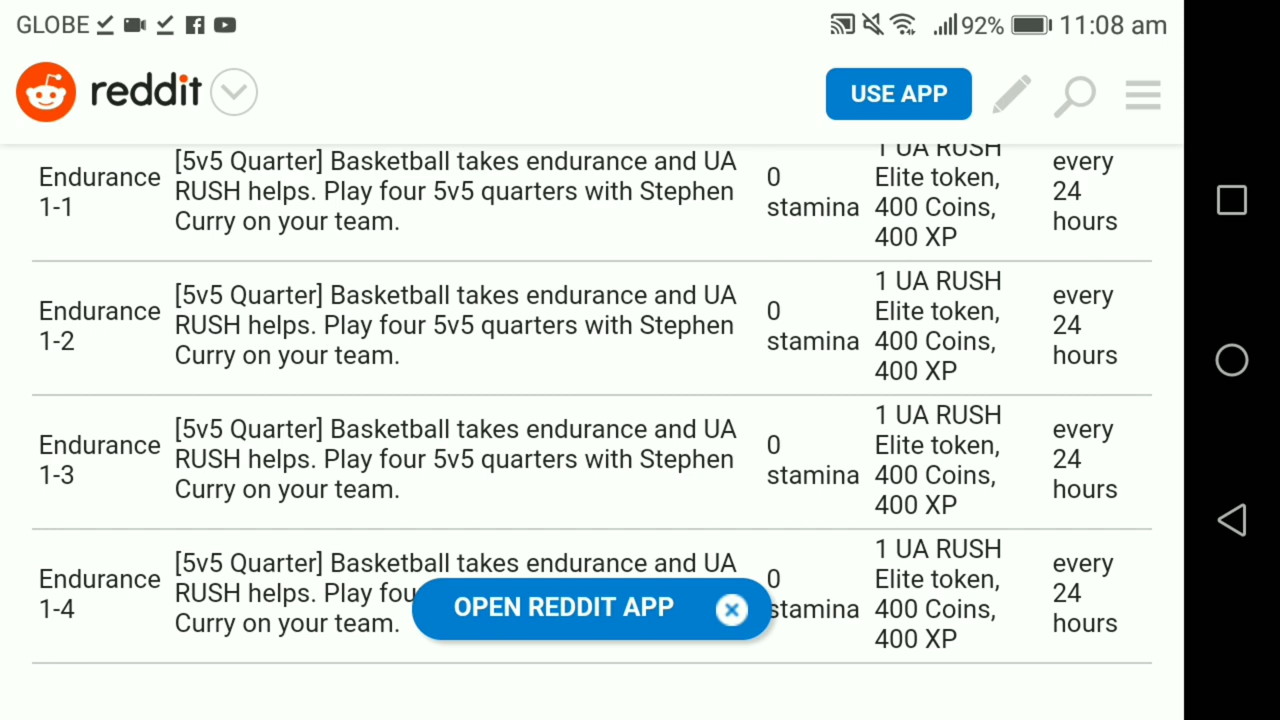 GLOBE 92% 11:08 am
reddit USE APP
Endurance 1-1
[5v5 Quarter] Basketball takes endurance and UA
RUSH helps. Play four 5v5 quarters with Stephen
Curry on your team.
0
stamina
1 UA RUSH
Elite token,
400 Coins,
400 XP
every
24
hours
Endurance
1-2
[5v5 Quarter] Basketball takes endurance and UA
RUSH helps. Play four 5v5 quarters with Stephen
Curry on your team.
0
stamina
1 UA RUSH
Elite token,
400 Coins,
400 XP
every
24
hours
Endurance
1-3
[5v5 Quarter] Basketball takes endurance and UA
RUSH helps. Play four 5v5 quarters with Stephen
Curry on your team.
0
stamina
1 UA RUSH
Elite token,
400 Coins,
400 XP
every
24
hours
Endurance
1-4
[5v5 Quarter] Basketball takes endurance and UA
RUSH helps. Play fou
Curry on your team.
0
stamina
1 UA RUSH
Elite token,
400 Coins,
400 XP
every
24
hours
OPEN REDDIT APP